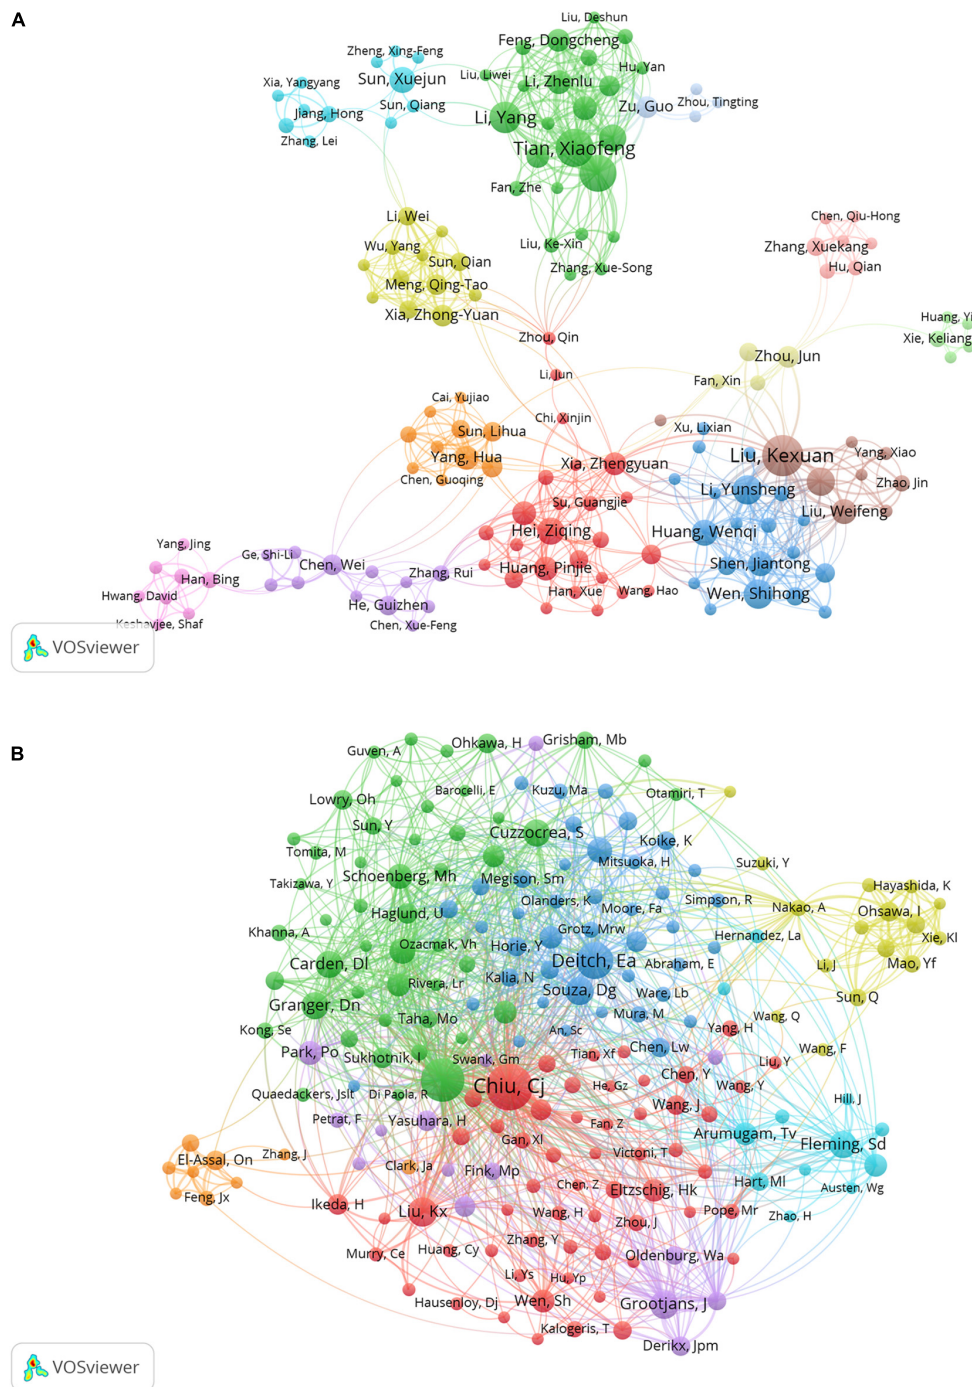 A
Liu, Deshun
Feng, Dongcheng
Zheng, Xing-Feng
Hu, Yan
Sun, Xuejun
Liu, Liwei
Li, Zhenlu
Xia, Yangyang
Zu, Guo
Zhou, Tingting
Sun, Qiang
Jiang, Hong
Li, Yang
Zhang, Lei
Tian, Xiaofeng
Fan, Zhe
Li, Wei
Chen, Qiu-Hong
Wu, Yang
Liu, Ke-Xin
Zhang, Xuekang
Sun, Qian
Zhang, Xue-Song
Hu, Qian
Meng, Qing-Tao
Xia, Zhong-Yuan
Huang, Yi
Zhou, Qin
Xie, Keliang
Zhou, Jun
Li, Jun
Fan, Xin
Cai, Yujiao
Chi, Xinjin
Sun, Lihua
Xu, Lixian
Yang, Hua
Liu, Kexuan
Yang, Xiao
Xia, Zhengyuan
Chen, Guoqing
Zhao, Jin
Li, Yunsheng
Su, Guangjie
Liu, Weifeng
Hei, Ziqing
Huang, Wenqi
Yang, Jing
Ge, Shi-Li
Chen, Wei
Shen, Jiantong
Huang, Pinjie
Zhang, Rui
Han, Bing
Han, Xue
Wang, Hao
Wen, Shihong
Hwang, David
He, Guizhen
Keshavjee, Shaf
Chen, Xue-Feng
VOSviewer
B
Ohkawa, H
Grisham, Mb
Guven, A
Barocelli, E
Kuzu, Ma
Otamiri, T
Lowry, Oh
Sun, Y
Cuzzocrea, S
Koike, K
Tomita, M
Mitsuoka, H
Suzuki, Y
Schoenberg, Mh
Megison, Sm
Takizawa, Y
Hayashida, K
Olanders, K
Simpson, R
Haglund, U
Moore, Fa
Nakao, A
Ohsawa, I
Khanna, A
Grotz, Mrw
Hernandez, La
Xie, Kl
Ozacmak, Vh
Horie, Y
Carden, Dl
Deitch, Ea
Abraham, E
Li, J
Mao, Yf
Rivera, Lr
Kalia, N
Souza, Dg
Ware, Lb
Sun, Q
Granger, Dn
Taha, Mo
Mura, M
Wang, Q
Kong, Se
An, Sc
Yang, H
Park, Po
Sukhotnik, I
Swank, Gm
Tian, Xf
Chen, Lw
Wang, F
Liu, Y
Chen, Y
Quaedackers, Jslt
Di Paola, R
Chiu, Cj
He, Gz
Wang, Y
Hill, J
Petrat, F
Yasuhara, H
Fan, Z
Wang, J
Arumugam, Tv
Gan, Xl
Fleming, Sd
El-Assal, On
Zhang, J
Clark, Ja
Fink, Mp
Victoni, T
Hart, Ml
Austen, Wg
Feng, Jx
Chen, Z
Eltzschig, Hk
Ikeda, H
Liu, Kx
Wang, H
Zhou, J
Pope, Mr
Zhao, H
Zhang, Y
Murry, Ce
Huang, Cy
Oldenburg, Wa
Li, Ys
Hu, Yp
Hausenloy, Dj
Wen, Sh
Grootjans, J
Kalogeris, T
Derikx, Jpm
VOSviewer